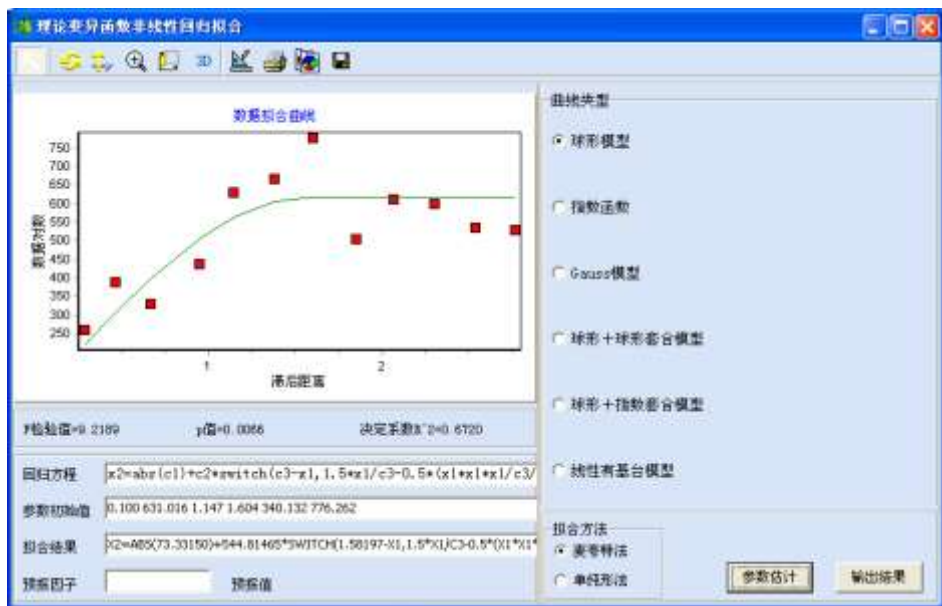 理论变异函数非线性回归拟合
3D
数据拟合曲线
750
700
650
600
550
500
450
400
350
300
250
数据对数
1
2
滞后距离
F检验值=9.2189
p值=0.0066
决定系数R^2=0.6720
回归方程
x2=abs(c1)+c2*switch(c3-x1,1.5*x1/c3-0.5*(x1*x1*x1/c3/
参数初始值
0.100 631.016 1.147 1.604 340.132 776.262
拟合结果
X2=ABS(73.33150)+544.81465*SWITCH(1.58197-X1,1.5*X1/C3-0.5*(X1*X1*
预报因子
预报值
曲线类型
球形模型
指数函数
Gauss模型
球形+球形套合模型
球形+指数套合模型
线性有基台模型
拟合方法
麦夸特法
单纯形法
参数估计
输出结果